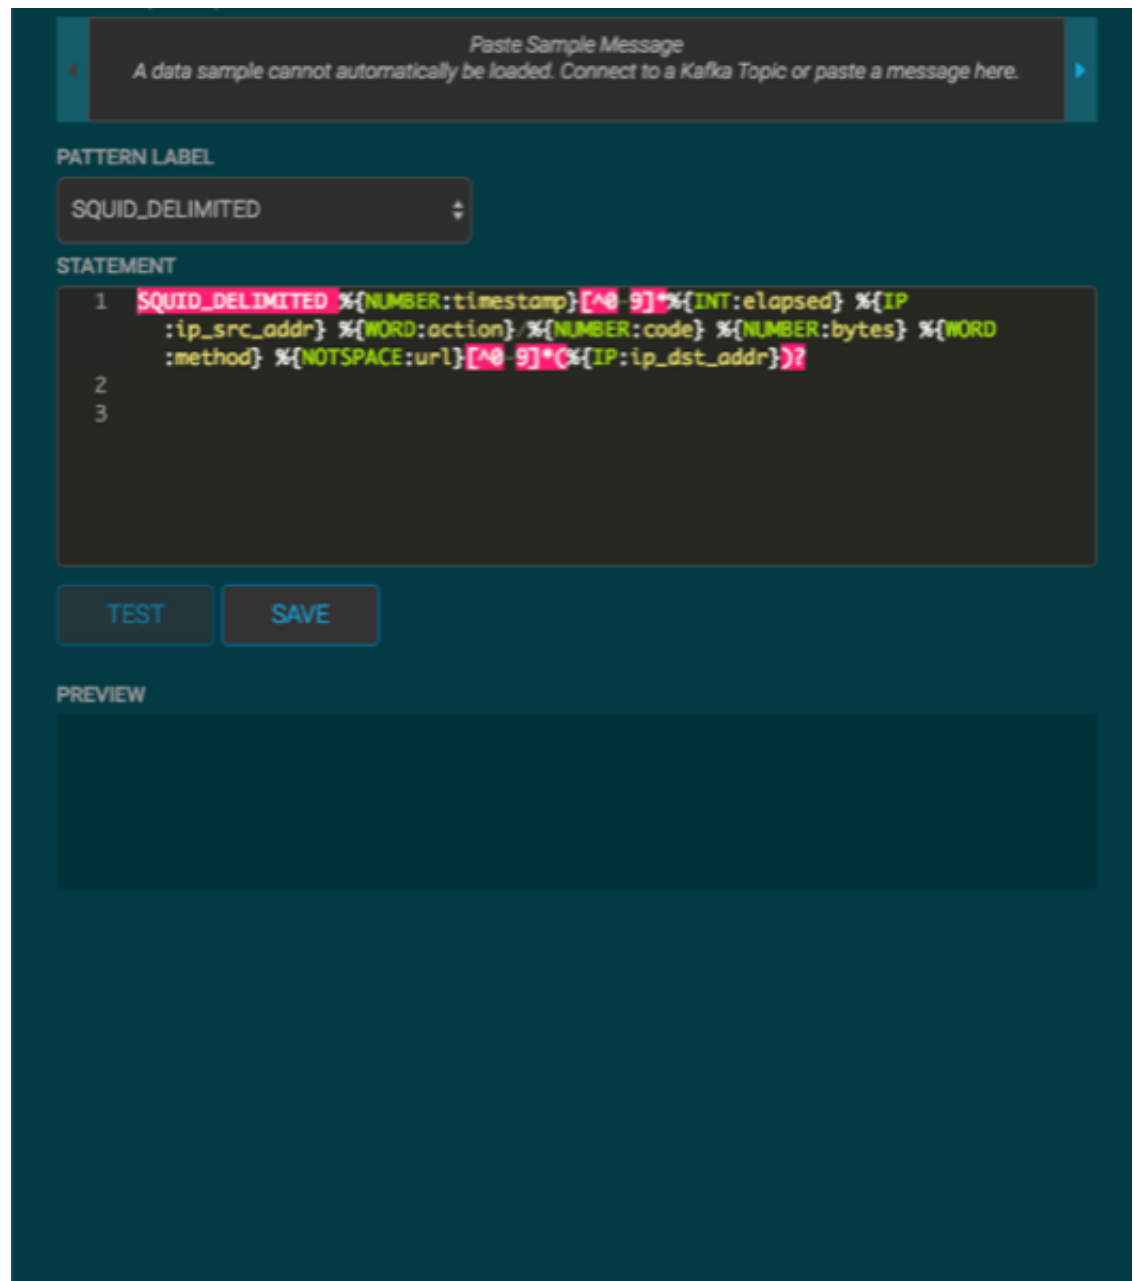 Paste Sample Message
A data sample cannot automatically be loaded. Connect to a Kafka Topic or paste a message here.
PATTERN LABEL
SQUID_DELIMITED
STATEMENT
1 SQUID_DELIMITED %{NUMBER:timestamp}[^0-9]*%{INT:elapsed} %{IP
:ip_src_addr} %{WORD:action}/%{NUMBER:code} %{NUMBER:bytes} %{WORD
:method} %{NOTSPACE:url}[^0-9]*(%{IP:ip_dst_addr})?
2
3
TEST SAVE
PREVIEW